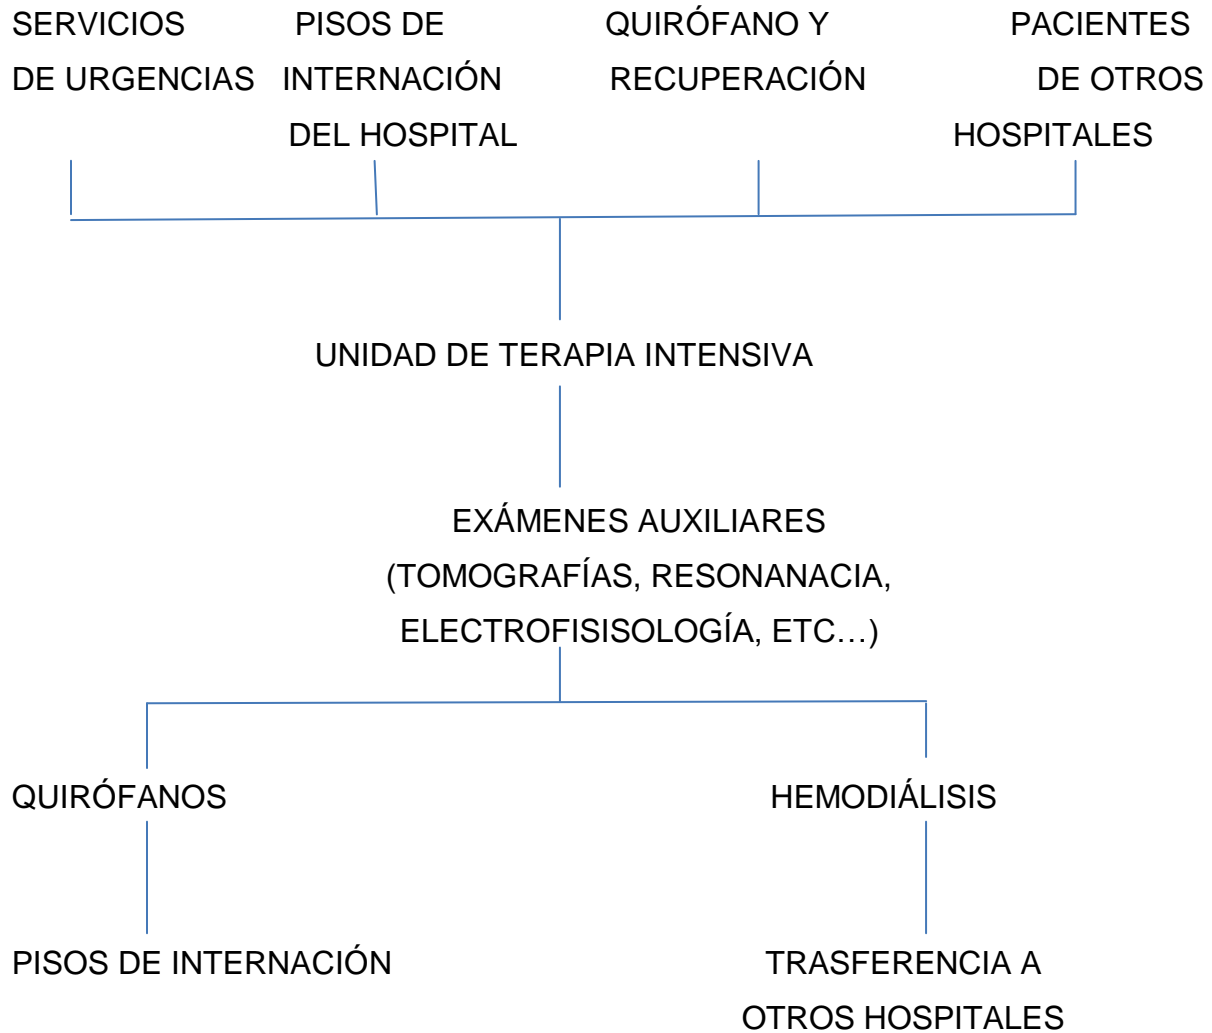 SERVICIOS
DE URGENCIAS
PISOS DE
INTERNACIÓN
DEL HOSPITAL
QUIRÓFANO Y
RECUPERACIÓN
PACIENTES
DE OTROS
HOSPITALES
UNIDAD DE TERAPIA INTENSIVA
EXÁMENES AUXILIARES
(TOMOGRAFÍAS, RESONANACIA,
ELECTROFISISOLOGÍA, ETC…)
QUIRÓFANOS
HEMODIÁLISIS
PISOS DE INTERNACIÓN
TRASFERENCIA A
OTROS HOSPITALES